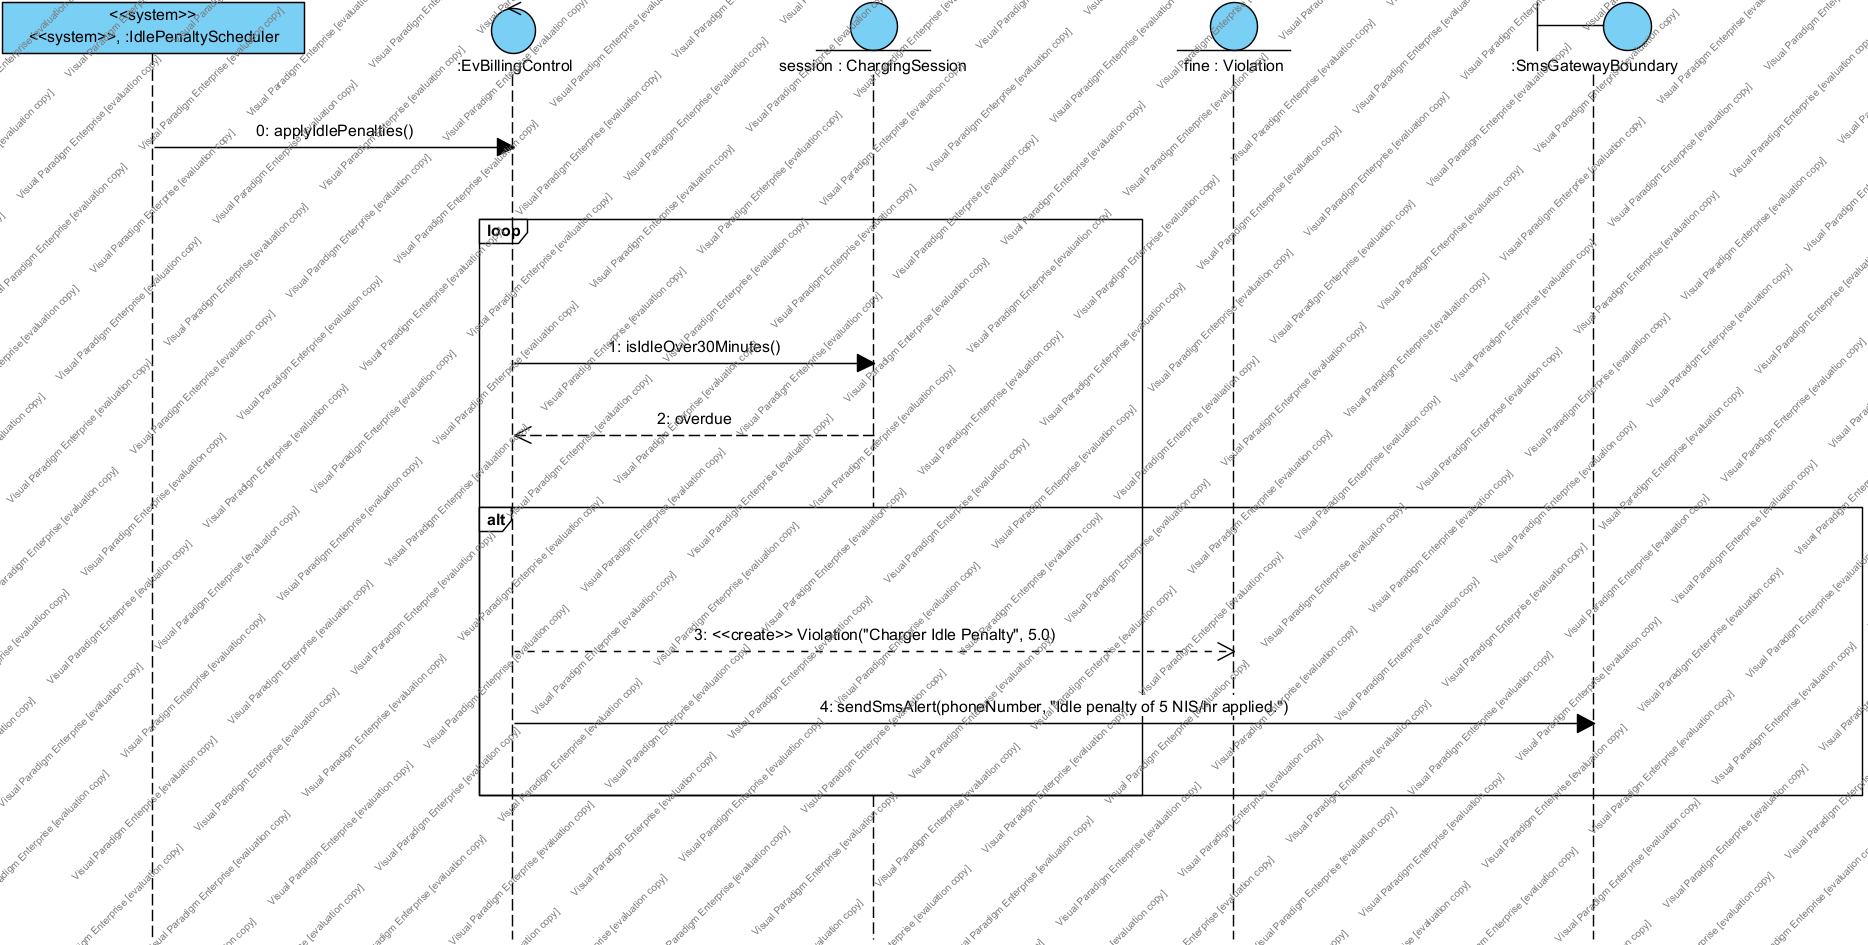 <<system>>
<<system>>, :IdlePenaltyScheduler
:EvBillingControl
session : ChargingSession
fine : Violation
:SmsGatewayBoundary
0: applyIdlePenalties()
loop
1: isIdleOver30Minutes()
2: overdue
alt
3: <<create>> Violation("Charger Idle Penalty", 5.0)
4: sendSmsAlert(phoneNumber, "Idle penalty of 5 NIS/hr applied.")
Visual Paradigm Enterprise [evaluation copy]